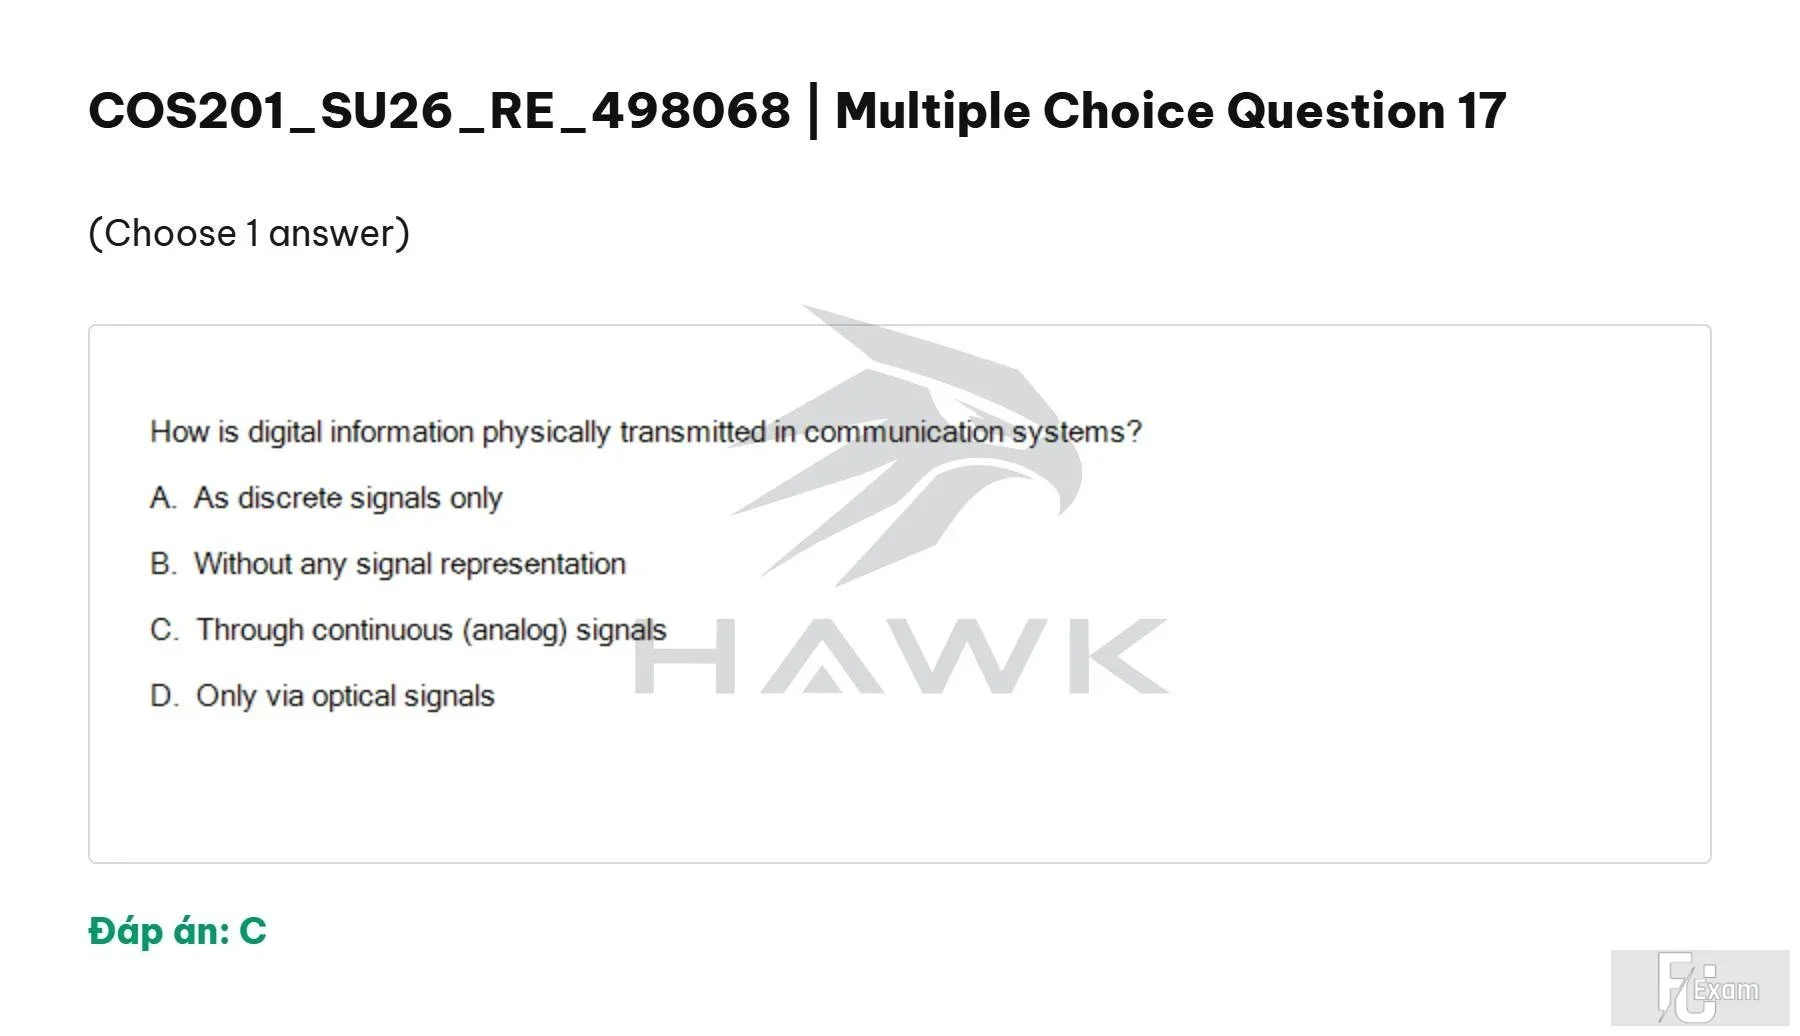 COS201_SU26_RE_498068 | Multiple Choice Question 17
(Choose 1 answer)
How is digital information physically transmitted in communication systems?
A. As discrete signals only
B. Without any signal representation
C. Through continuous (analog) signals
D. Only via optical signals
HAWK
Đáp án: C
FU Exam